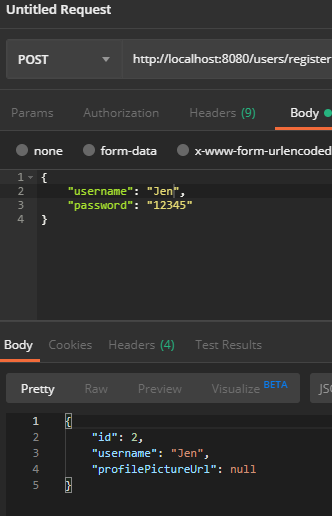 Untitled Request
POST http://localhost:8080/users/register
Params Authorization Headers (9) Body
none form-data x-www-form-urlencoded
1 {
2 "username": "Jen",
3 "password": "12345"
4 }
Body Cookies Headers (4) Test Results
Pretty Raw Preview Visualize BETA JS
1 {
2 "id": 2,
3 "username": "Jen",
4 "profilePictureUrl": null
5 }